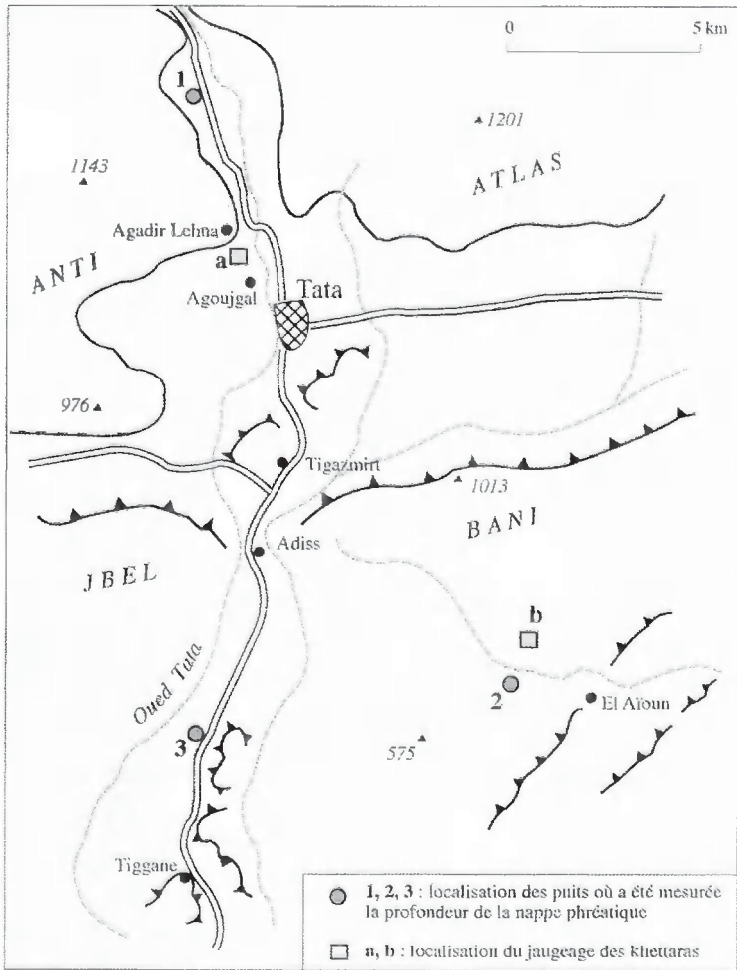 0 5 km
1
1201
1143
ATLAS
Agadir Lehna
a
ANTI
Agoujgal
Tata
976
Tigazmirt
1013
BANI
Adiss
JBEL
b
Oued Tata
2
El Aïoun
3
575
Tiggane
1, 2, 3 : localisation des puits où a été mesurée
la profondeur de la nappe phréatique
a, b : localisation du jaugeage des khettaras